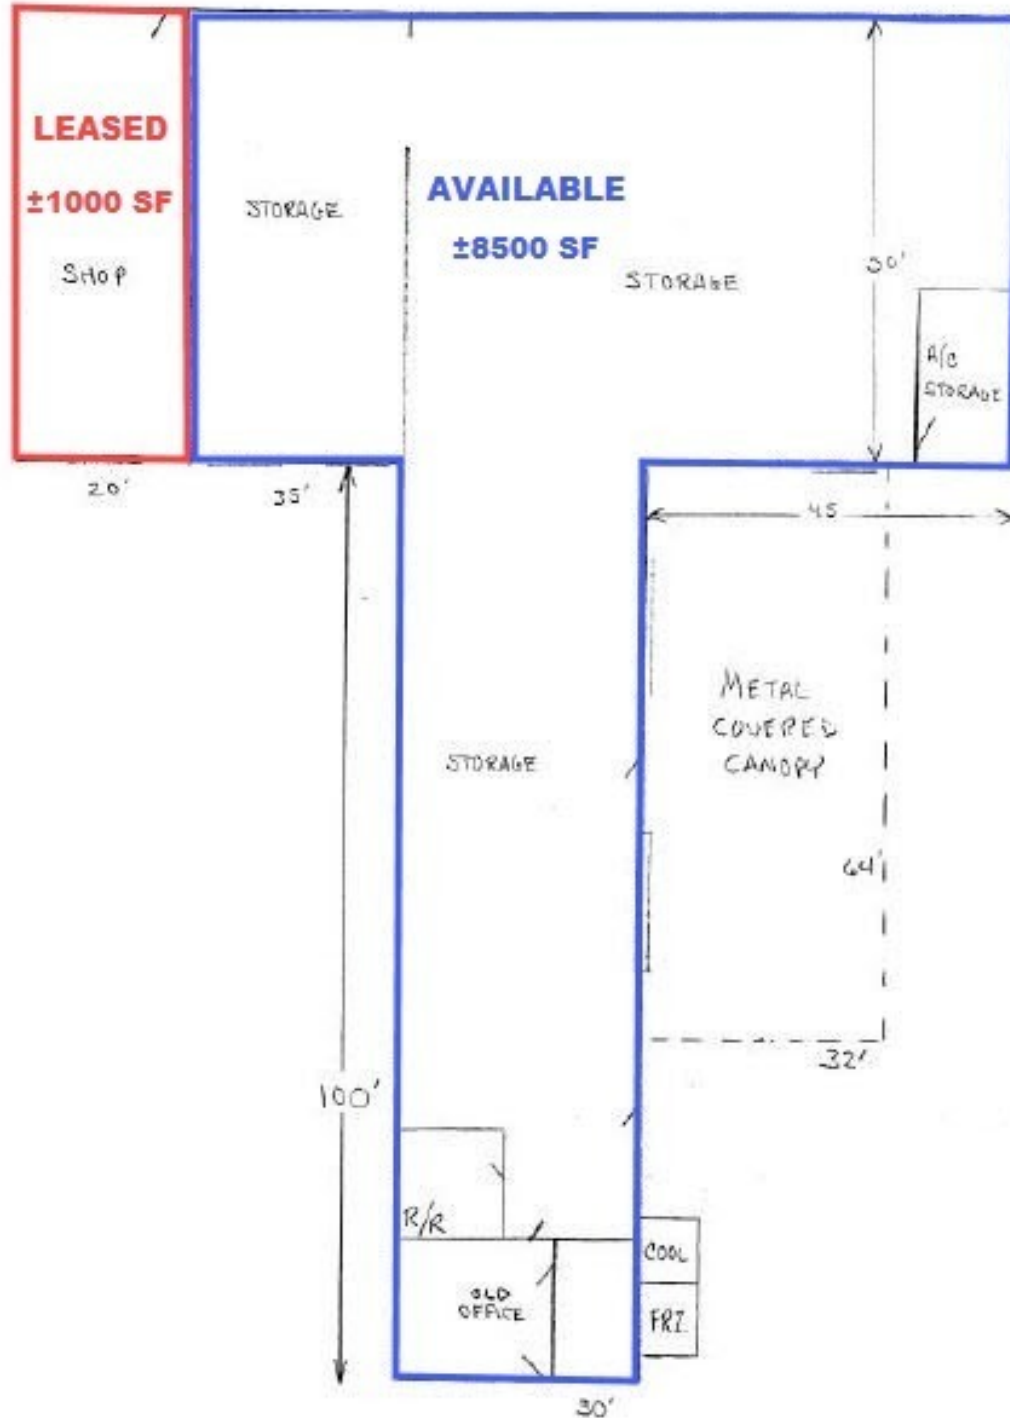 LEASED
±1000 SF
SHOP
STORAGE
AVAILABLE
±8500 SF
STORAGE
50'
A/C
STORAGE
20'
35'
45
METAL
COVERED
CANOPY
STORAGE
64'
32'
100'
R/R
COOL
OLD
OFFICE
FRZ
30'